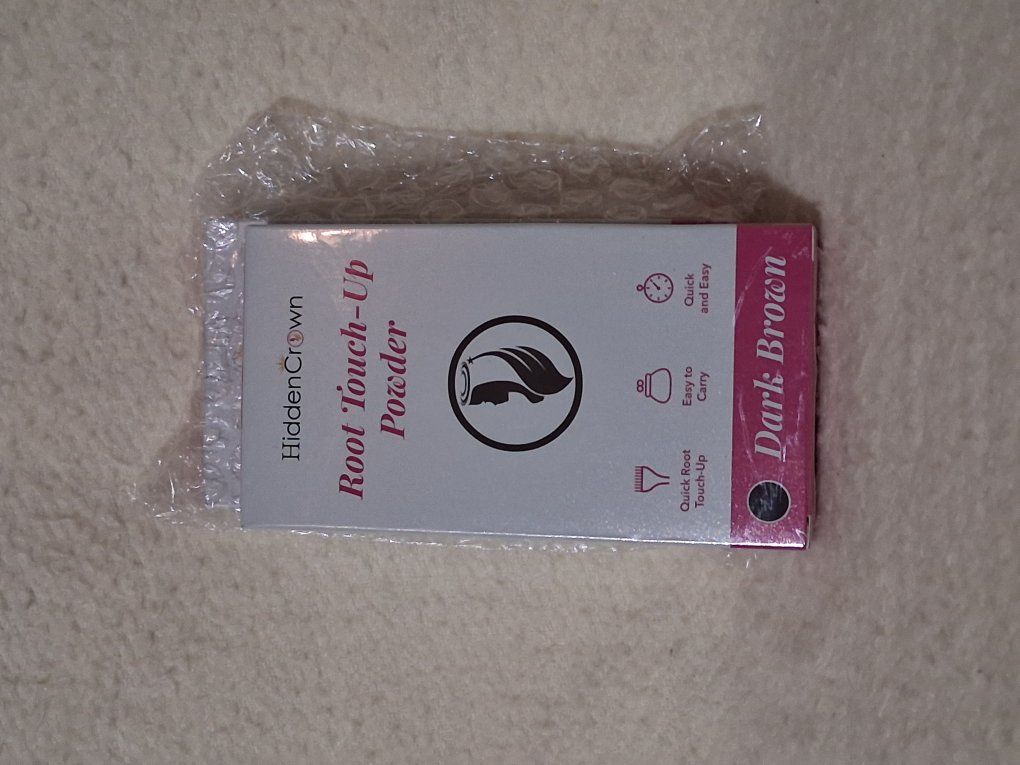 HiddenCrown
Root Touch-Up
Powder
Quick Root
Touch-Up
Easy to
Carry
Quick
and Easy
Dark Brown